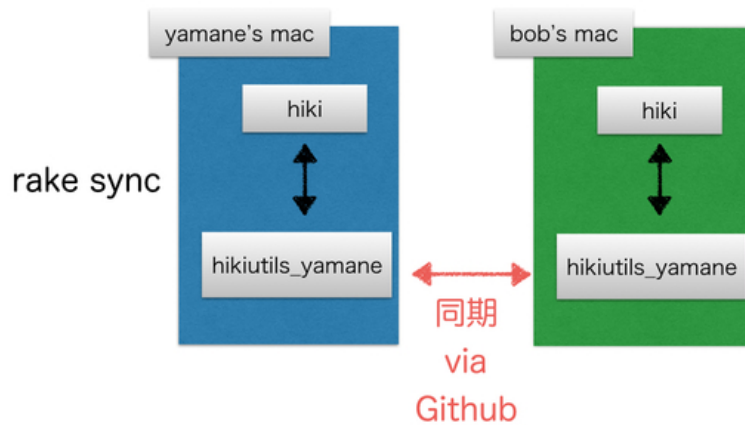 yamane's mac
bob's mac
hiki
hiki
rake sync
hikiutils_yamane
hikiutils_yamane
同期
via
Github